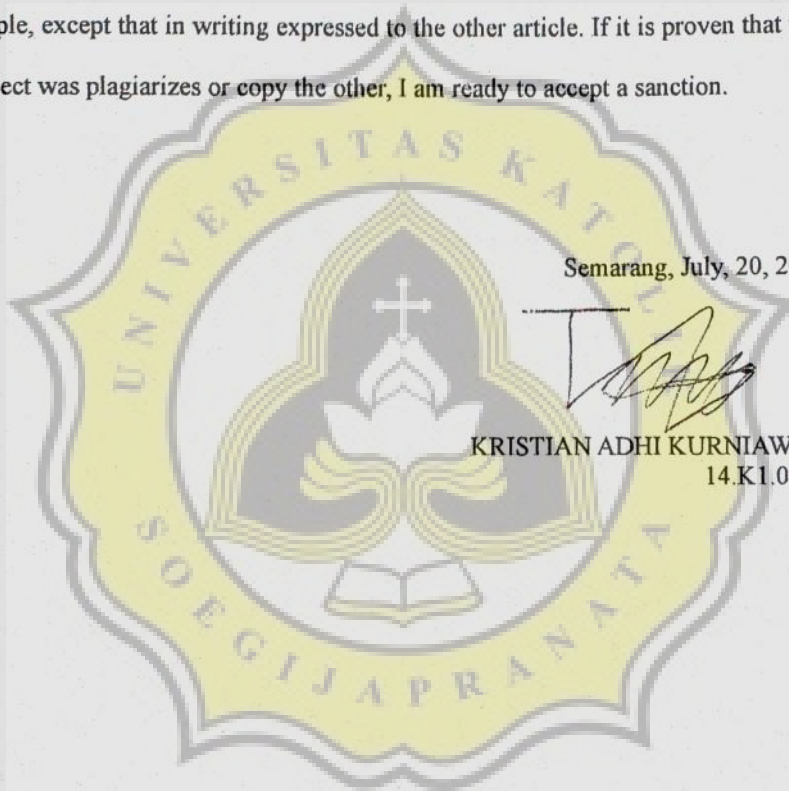 ple, except that in writing expressed to the other article. If it is proven that
ect was plagiarizes or copy the other, I am ready to accept a sanction.
UNIVERSITAS KATOLIK
Semarang, July, 20, 2
KRISTIAN ADHI KURNIAW
14.K1.0
SOEGIJAPRANATA